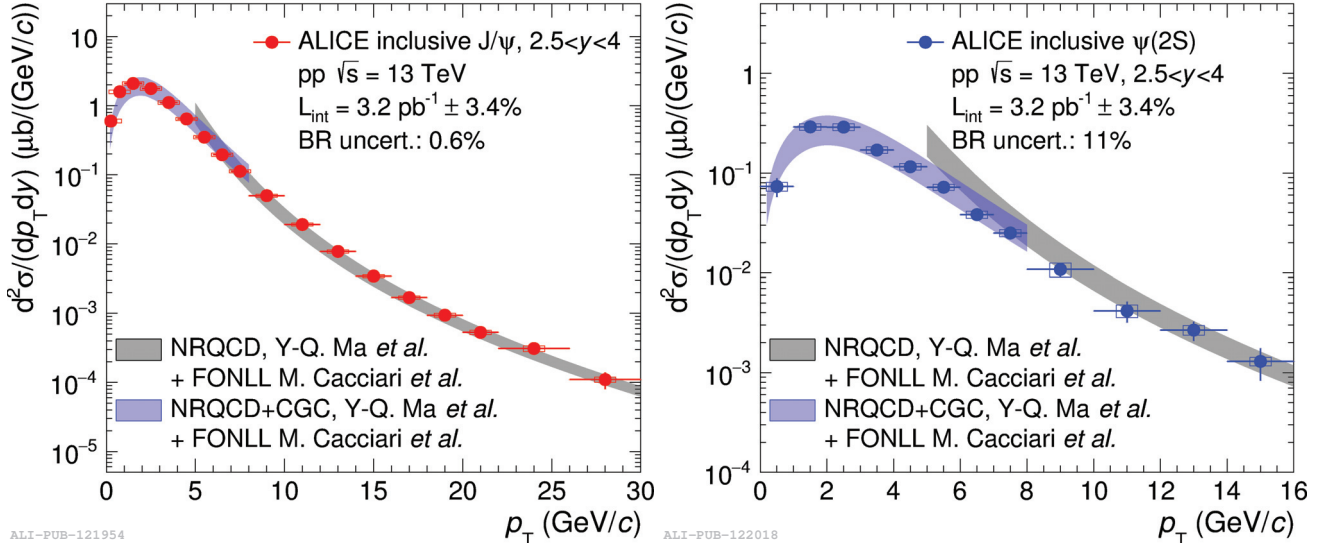 ALICE inclusive J/ψ, 2.5<y<4
pp √s = 13 TeV
L_int = 3.2 pb⁻¹ ± 3.4%
BR uncert.: 0.6%
NRQCD, Y-Q. Ma et al.
+ FONLL M. Cacciari et al.
NRQCD+CGC, Y-Q. Ma et al.
+ FONLL M. Cacciari et al.
d²σ/(dp_T dy) (μb/(GeV/c))
10
1
10⁻¹
10⁻²
10⁻³
10⁻⁴
10⁻⁵
0 5 10 15 20 25 30
p_T (GeV/c)
ALI-PUB-121954
ALICE inclusive ψ(2S)
pp √s = 13 TeV, 2.5<y<4
L_int = 3.2 pb⁻¹ ± 3.4%
BR uncert.: 11%
NRQCD, Y-Q. Ma et al.
+ FONLL M. Cacciari et al.
NRQCD+CGC, Y-Q. Ma et al.
+ FONLL M. Cacciari et al.
d²σ/(dp_T dy) (μb/(GeV/c))
1
10⁻¹
10⁻²
10⁻³
10⁻⁴
0 2 4 6 8 10 12 14 16
p_T (GeV/c)
ALI-PUB-122018